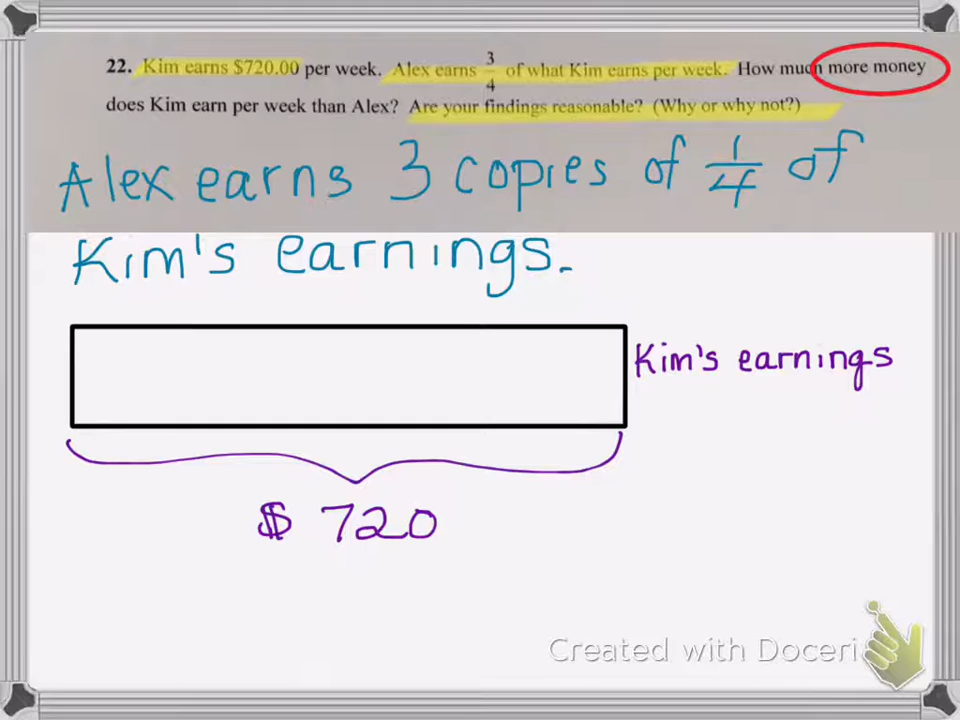 22. Kim earns $720.00 per week. Alex earns 3/4 of what Kim earns per week. How much more money
does Kim earn per week than Alex? Are your findings reasonable? (Why or why not?)
Alex earns 3 copies of 1/4 of
Kim's earnings.
Kim's earnings
$ 720
Created with Doceri